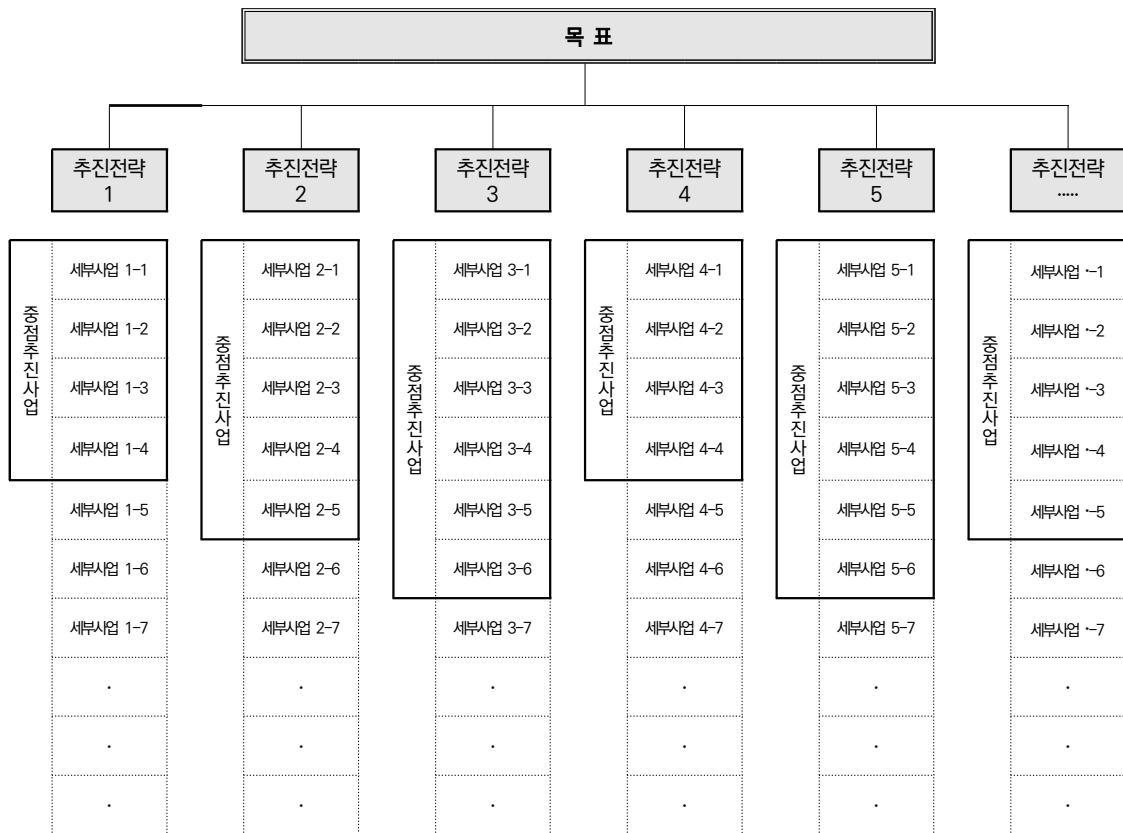 목 표
추진전략
1
추진전략
2
추진전략
3
추진전략
4
추진전략
5
추진전략
·····
중점추진사업
세부사업 1-1
세부사업 1-2
세부사업 1-3
세부사업 1-4
세부사업 1-5
세부사업 1-6
세부사업 1-7
·
·
·
중점추진사업
세부사업 2-1
세부사업 2-2
세부사업 2-3
세부사업 2-4
세부사업 2-5
세부사업 2-6
세부사업 2-7
·
·
·
중점추진사업
세부사업 3-1
세부사업 3-2
세부사업 3-3
세부사업 3-4
세부사업 3-5
세부사업 3-6
세부사업 3-7
·
·
·
중점추진사업
세부사업 4-1
세부사업 4-2
세부사업 4-3
세부사업 4-4
세부사업 4-5
세부사업 4-6
세부사업 4-7
·
·
·
중점추진사업
세부사업 5-1
세부사업 5-2
세부사업 5-3
세부사업 5-4
세부사업 5-5
세부사업 5-6
세부사업 5-7
·
·
·
중점추진사업
세부사업 ·-1
세부사업 ·-2
세부사업 ·-3
세부사업 ·-4
세부사업 ·-5
세부사업 ·-6
세부사업 ·-7
·
·
·